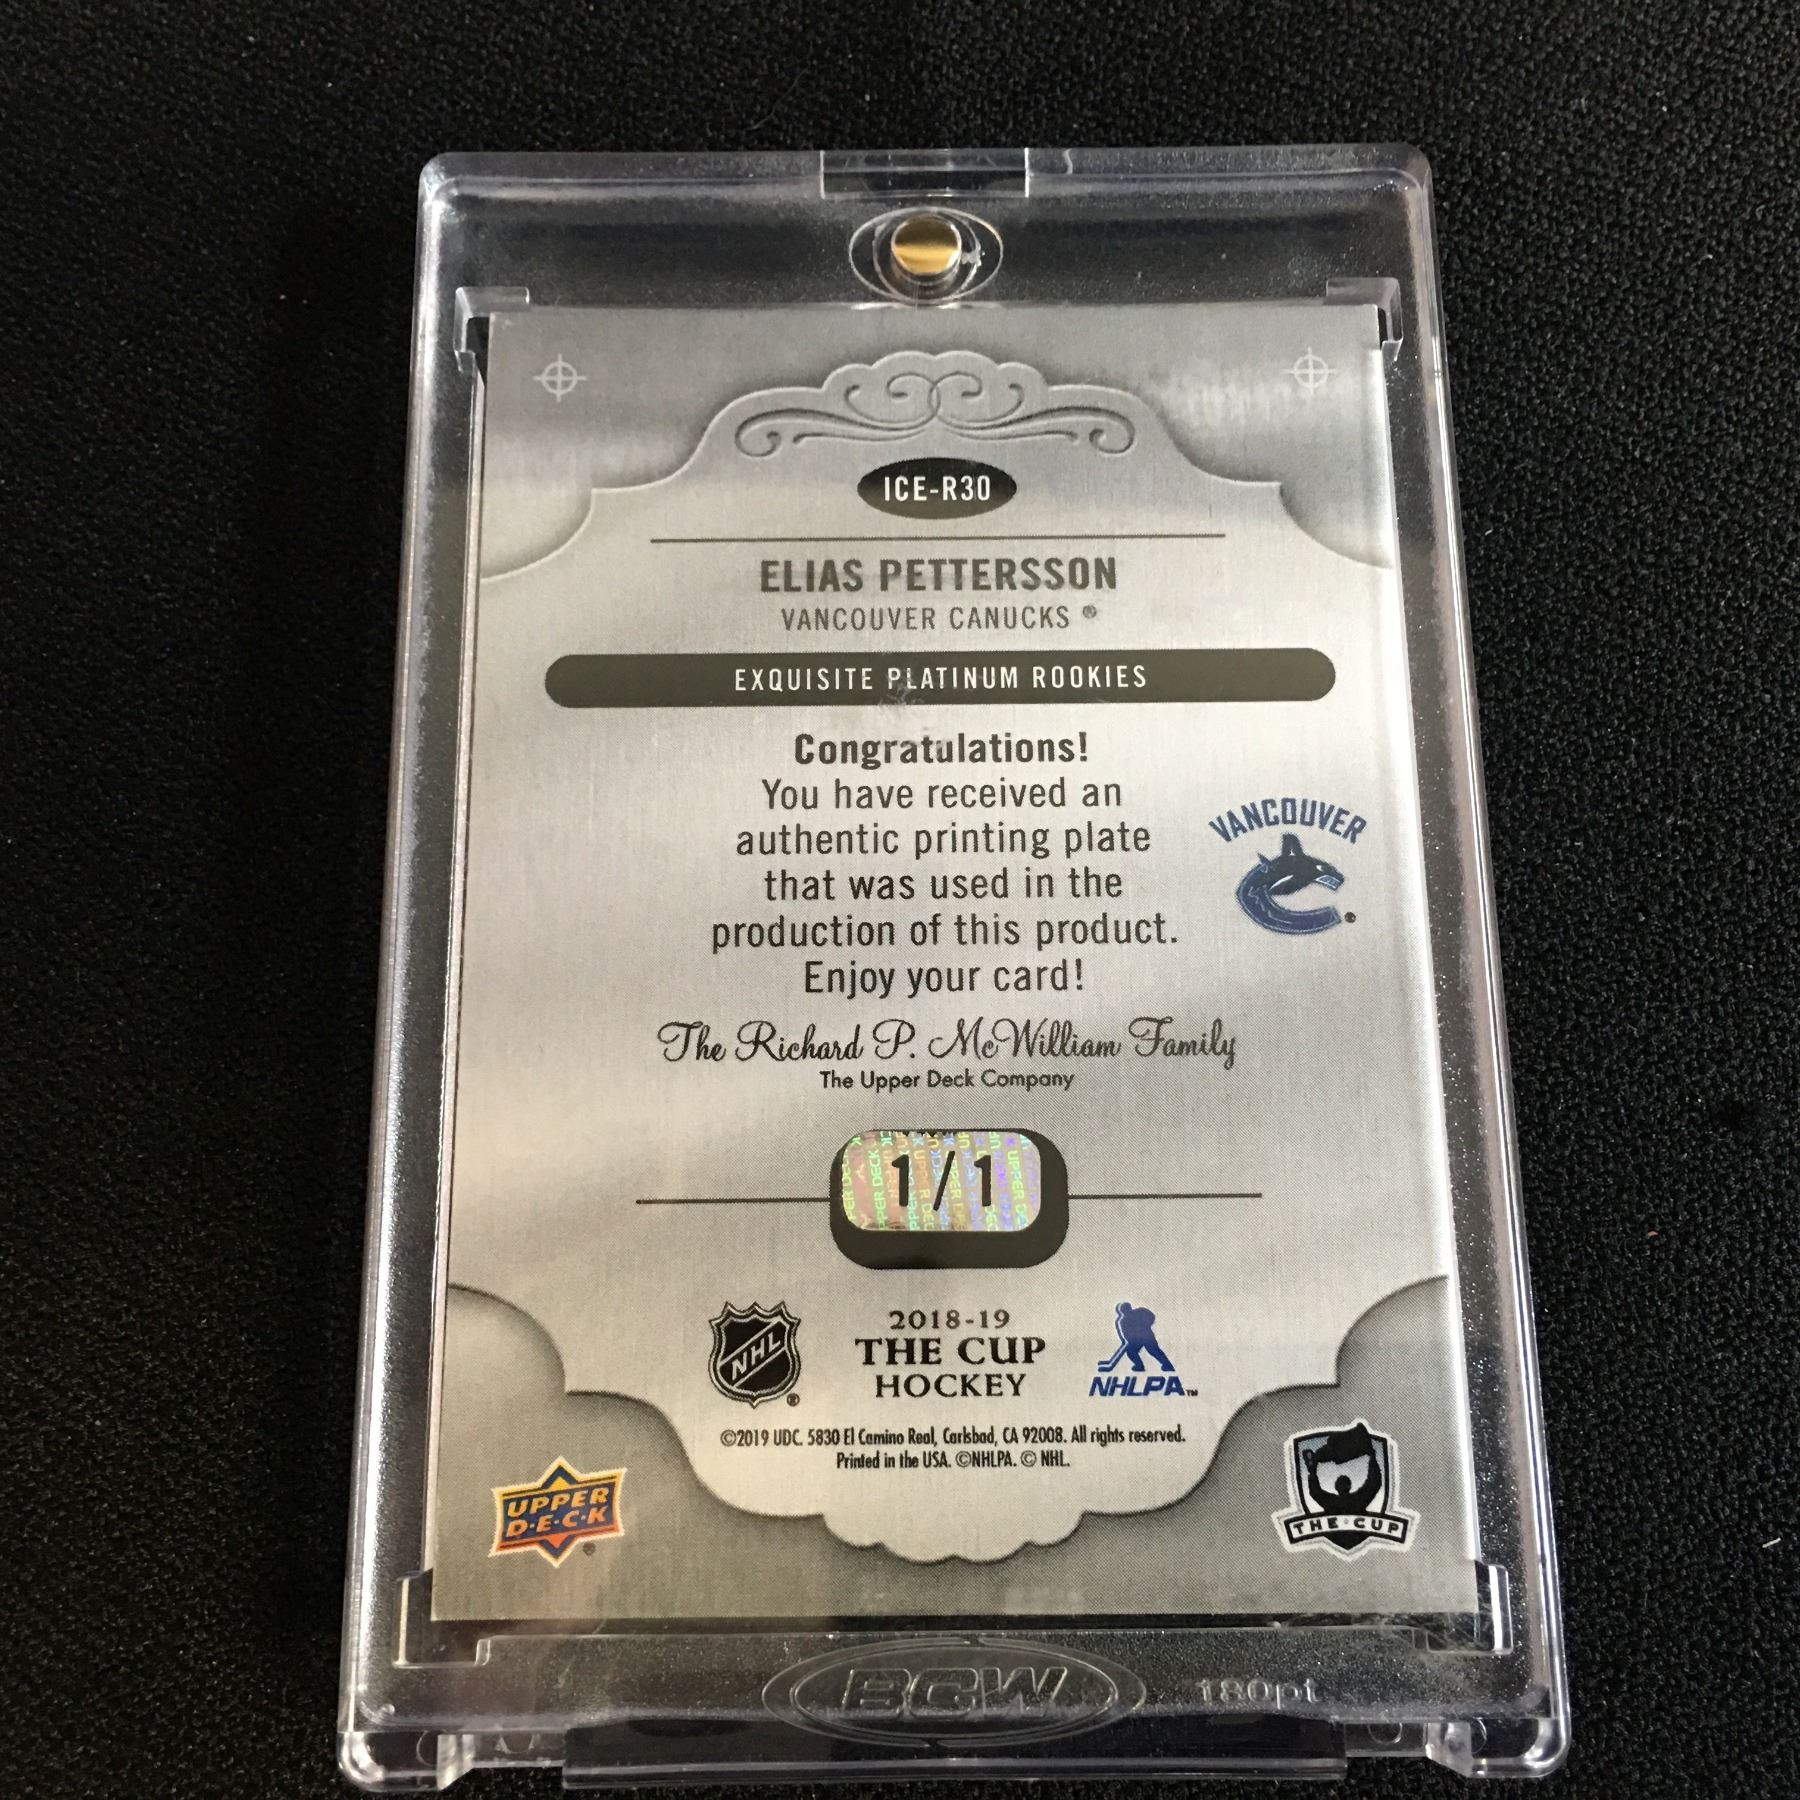 ICE-R30
ELIAS PETTERSSON
VANCOUVER CANUCKS ®
EXQUISITE PLATINUM ROOKIES
Congratulations!
You have received an
authentic printing plate
that was used in the
production of this product.
Enjoy your card!
VANCOUVER
®
The Richard P. McWilliam Family
The Upper Deck Company
1/1
NHL ®
2018-19
THE CUP
HOCKEY
NHLPA™
©2019 UDC. 5830 El Camino Real, Carlsbad, CA 92008. All rights reserved.
Printed in the USA. ©NHLPA. © NHL.
UPPER
D·E·C·K ®
THE·CUP
BCW
180pt